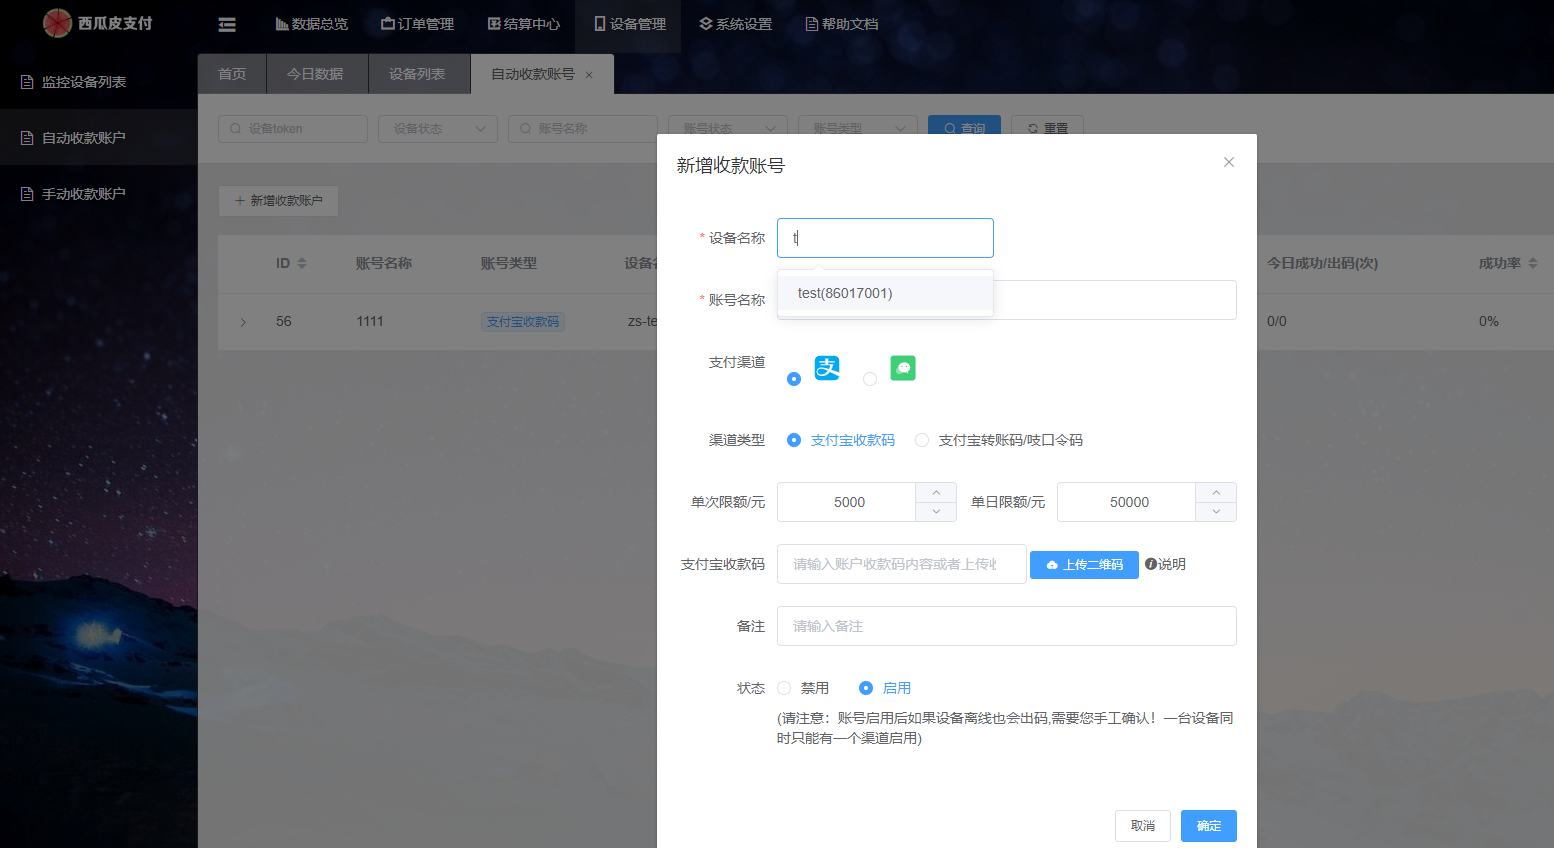 西瓜皮支付
数据总览
订单管理
结算中心
设备管理
系统设置
帮助文档
监控设备列表
自动收款账户
手动收款账户
首页
今日数据
设备列表
自动收款账号
设备token
设备状态
账号名称
账号状态
账号类型
查询
重置
新增收款账户
ID
账号名称
账号类型
今日成功/出码(次)
成功率
56
1111
支付宝收款码
zs-te
0/0
0%
新增收款账号
* 设备名称
t
test(86017001)
* 账号名称
支付渠道
支
渠道类型
支付宝收款码
支付宝转账码/吱口令码
单次限额/元
5000
单日限额/元
50000
支付宝收款码
请输入账户收款码内容或者上传收
上传二维码
说明
备注
请输入备注
状态
禁用
启用
(请注意：账号启用后如果设备离线也会出码,需要您手工确认！一台设备同
时只能有一个渠道启用)
取消
确定